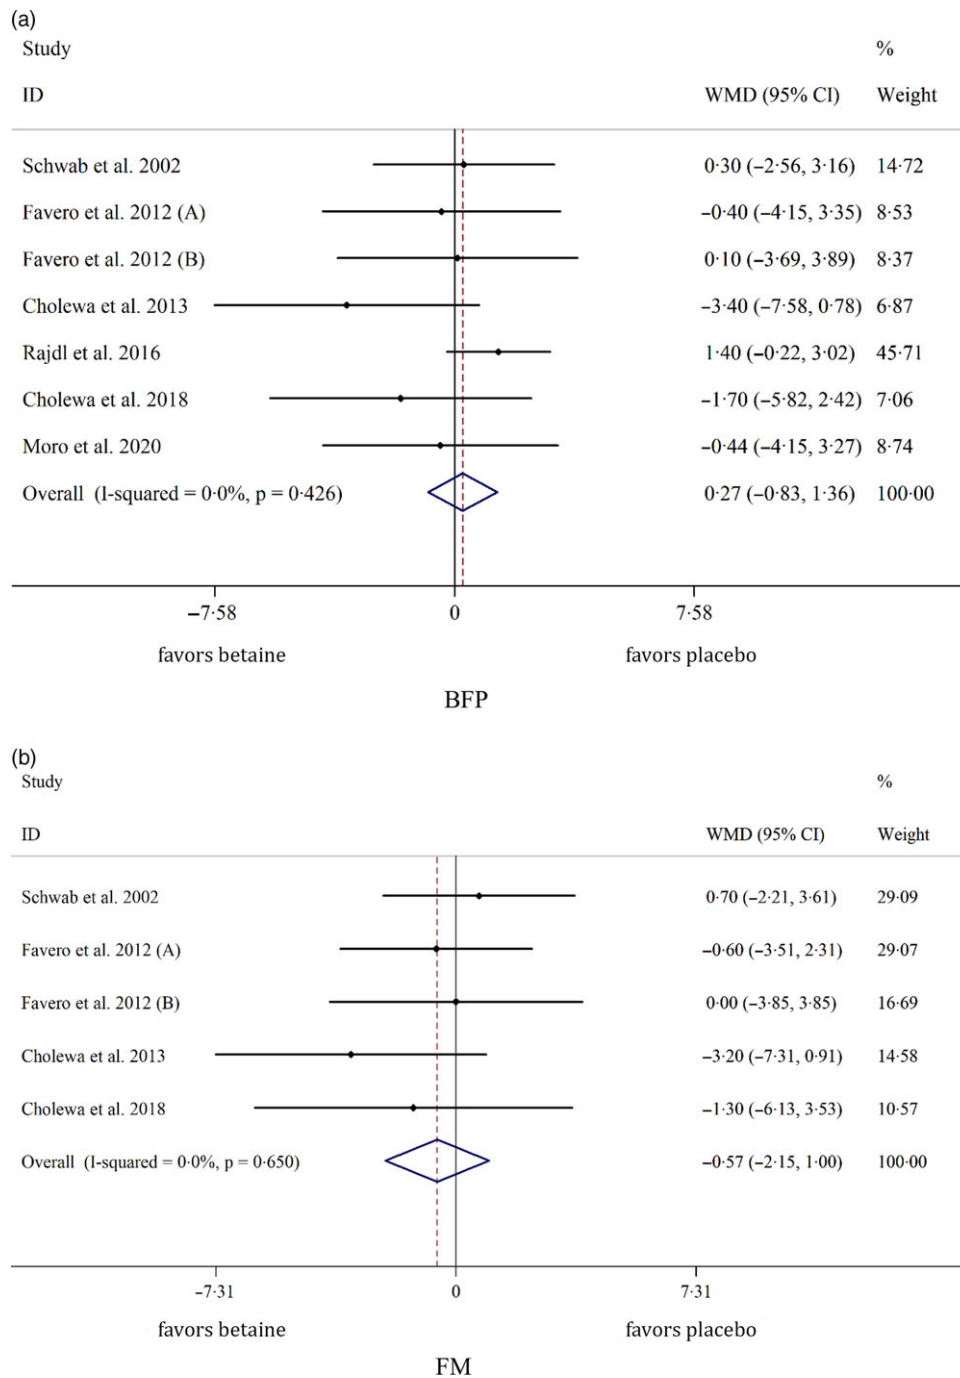 (a)
Study %
ID WMD (95% CI) Weight
Schwab et al. 2002 0·30 (−2·56, 3·16) 14·72
Favero et al. 2012 (A) −0·40 (−4·15, 3·35) 8·53
Favero et al. 2012 (B) 0·10 (−3·69, 3·89) 8·37
Cholewa et al. 2013 −3·40 (−7·58, 0·78) 6·87
Rajdl et al. 2016 1·40 (−0·22, 3·02) 45·71
Cholewa et al. 2018 −1·70 (−5·82, 2·42) 7·06
Moro et al. 2020 −0·44 (−4·15, 3·27) 8·74
Overall (I-squared = 0·0%, p = 0·426) 0·27 (−0·83, 1·36) 100·00
−7·58 0 7·58
favors betaine favors placebo
BFP
(b)
Study %
ID WMD (95% CI) Weight
Schwab et al. 2002 0·70 (−2·21, 3·61) 29·09
Favero et al. 2012 (A) −0·60 (−3·51, 2·31) 29·07
Favero et al. 2012 (B) 0·00 (−3·85, 3·85) 16·69
Cholewa et al. 2013 −3·20 (−7·31, 0·91) 14·58
Cholewa et al. 2018 −1·30 (−6·13, 3·53) 10·57
Overall (I-squared = 0·0%, p = 0·650) −0·57 (−2·15, 1·00) 100·00
−7·31 0 7·31
favors betaine favors placebo
FM